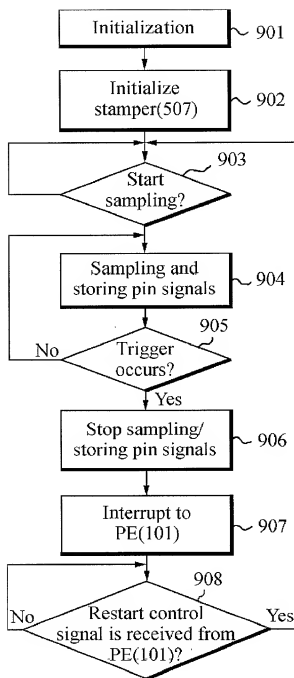 Initialization
901
Initialize
stamper(507)
902
903
Start
sampling?
Sampling and
storing pin signals
904
905
No
Trigger
occurs?
Yes
Stop sampling/
storing pin signals
906
Interrupt to
PE(101)
907
908
No
Restart control
signal is received from
PE(101)?
Yes